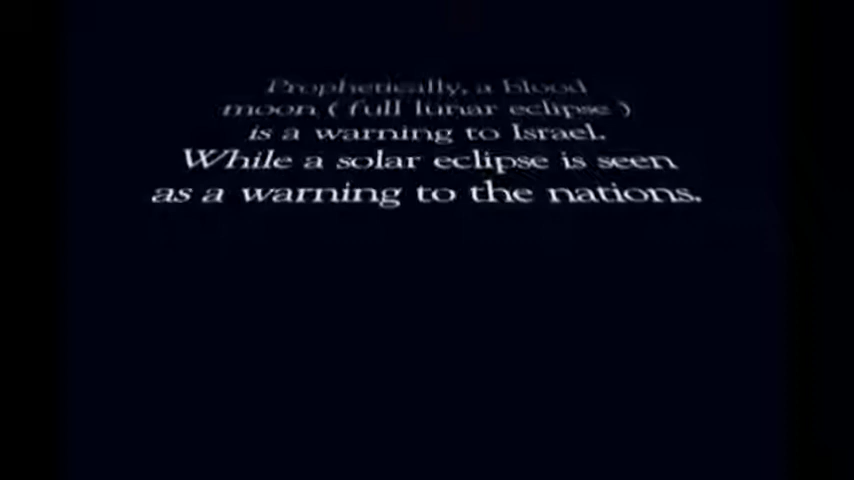 Prophetically, a blood
moon ( full lunar eclipse )
is a warning to Israel.
While a solar eclipse is seen
as a warning to the nations.